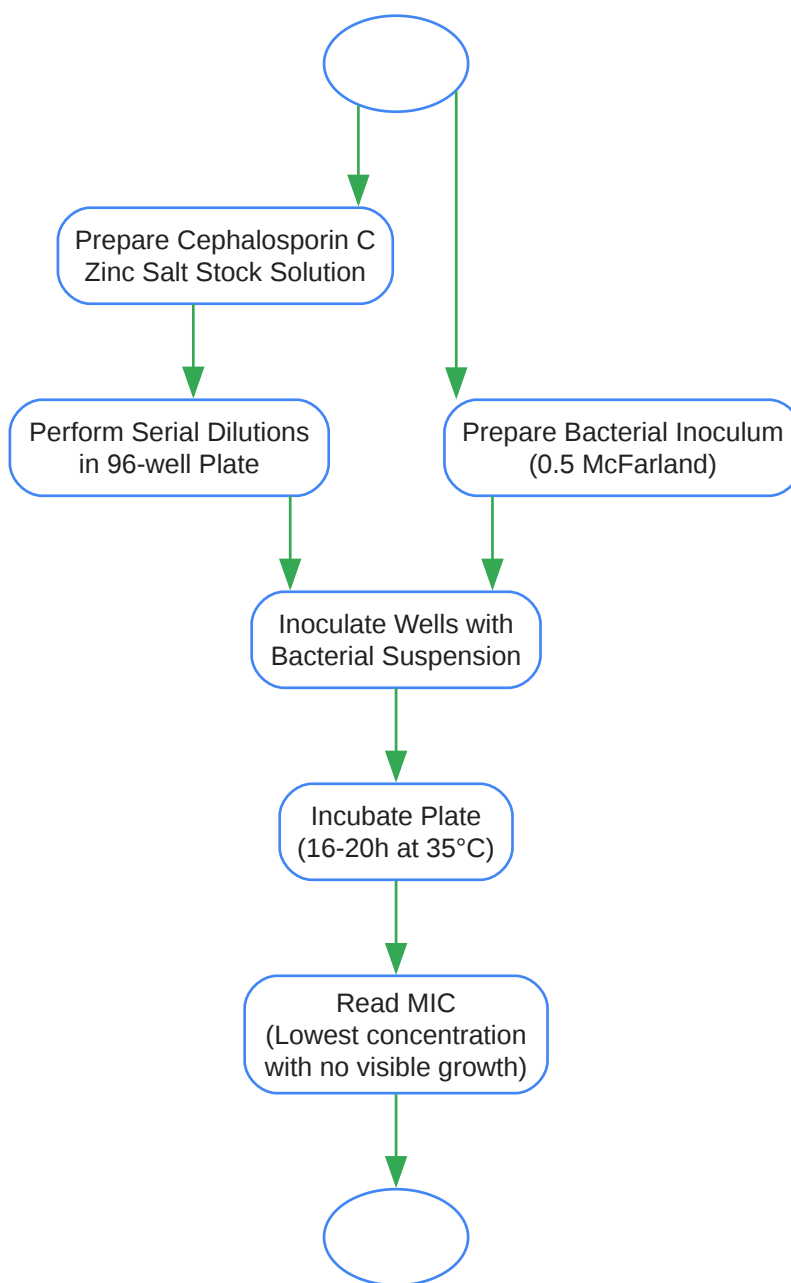 Prepare Cephalosporin C
Zinc Salt Stock Solution
Perform Serial Dilutions
in 96-well Plate
Prepare Bacterial Inoculum
(0.5 McFarland)
Inoculate Wells with
Bacterial Suspension
Incubate Plate
(16-20h at 35°C)
Read MIC
(Lowest concentration
with no visible growth)